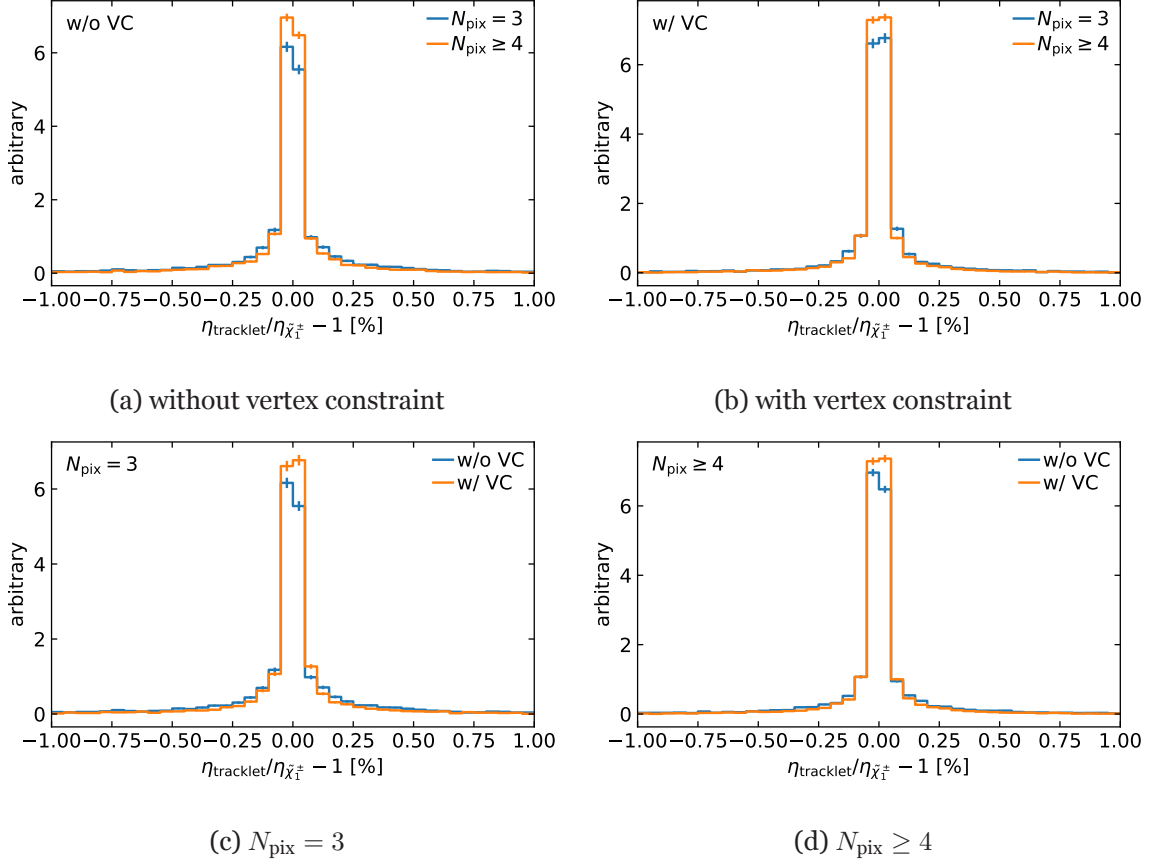 w/o VC
N_pix = 3
N_pix ≥ 4
arbitrary
6
4
2
0
−1.00 −0.75 −0.50 −0.25 0.00 0.25 0.50 0.75 1.00
η_tracklet/η_χ̃₁± − 1 [%]
(a) without vertex constraint
w/ VC
N_pix = 3
N_pix ≥ 4
arbitrary
6
4
2
0
−1.00 −0.75 −0.50 −0.25 0.00 0.25 0.50 0.75 1.00
η_tracklet/η_χ̃₁± − 1 [%]
(b) with vertex constraint
N_pix = 3
w/o VC
w/ VC
arbitrary
6
4
2
0
−1.00 −0.75 −0.50 −0.25 0.00 0.25 0.50 0.75 1.00
η_tracklet/η_χ̃₁± − 1 [%]
(c) N_pix = 3
N_pix ≥ 4
w/o VC
w/ VC
arbitrary
6
4
2
0
−1.00 −0.75 −0.50 −0.25 0.00 0.25 0.50 0.75 1.00
η_tracklet/η_χ̃₁± − 1 [%]
(d) N_pix ≥ 4